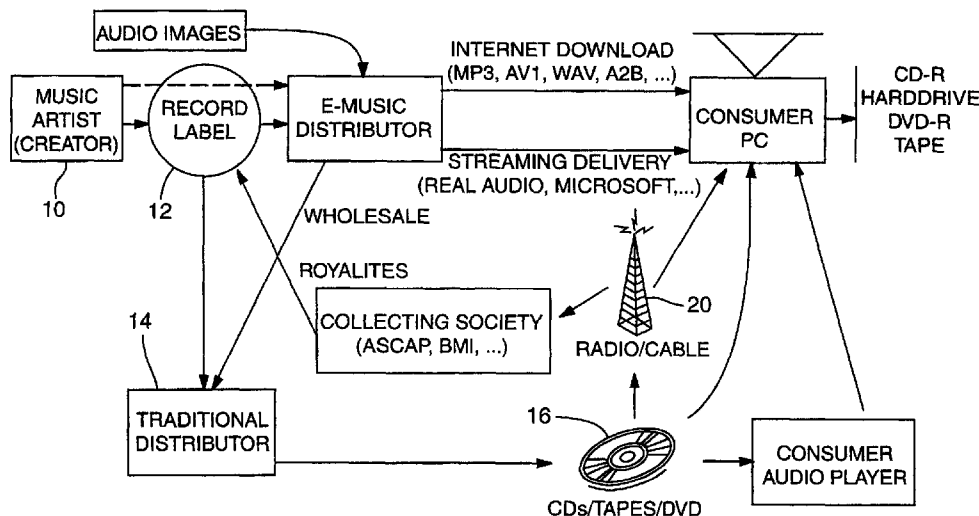 AUDIO IMAGES
MUSIC
ARTIST
(CREATOR)
10
RECORD
LABEL
12
E-MUSIC
DISTRIBUTOR
INTERNET DOWNLOAD
(MP3, AV1, WAV, A2B, ...)
STREAMING DELIVERY
(REAL AUDIO, MICROSOFT,...)
CONSUMER
PC
CD-R
HARDDRIVE
DVD-R
TAPE
WHOLESALE
ROYALITES
COLLECTING SOCIETY
(ASCAP, BMI, ...)
20
RADIO/CABLE
14
TRADITIONAL
DISTRIBUTOR
16
CDs/TAPES/DVD
CONSUMER
AUDIO PLAYER